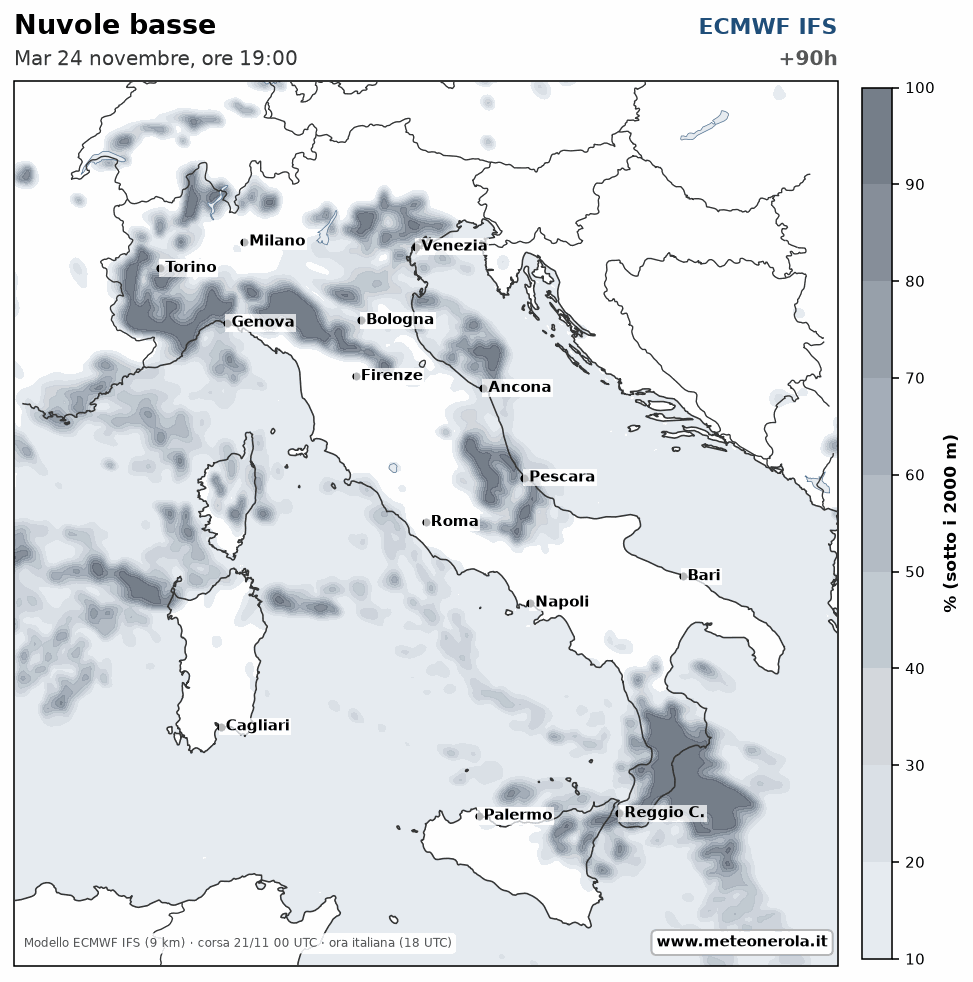 Nuvole basse
ECMWF IFS
Mar 24 novembre, ore 19:00
+90h
Milano
Venezia
Torino
Genova
Bologna
Firenze
Ancona
Pescara
Roma
Bari
Napoli
Cagliari
Palermo
Reggio C.
100
90
80
70
60
50
40
30
20
10
% (sotto i 2000 m)
Modello ECMWF IFS (9 km) · corsa 21/11 00 UTC · ora italiana (18 UTC)
www.meteonerola.it